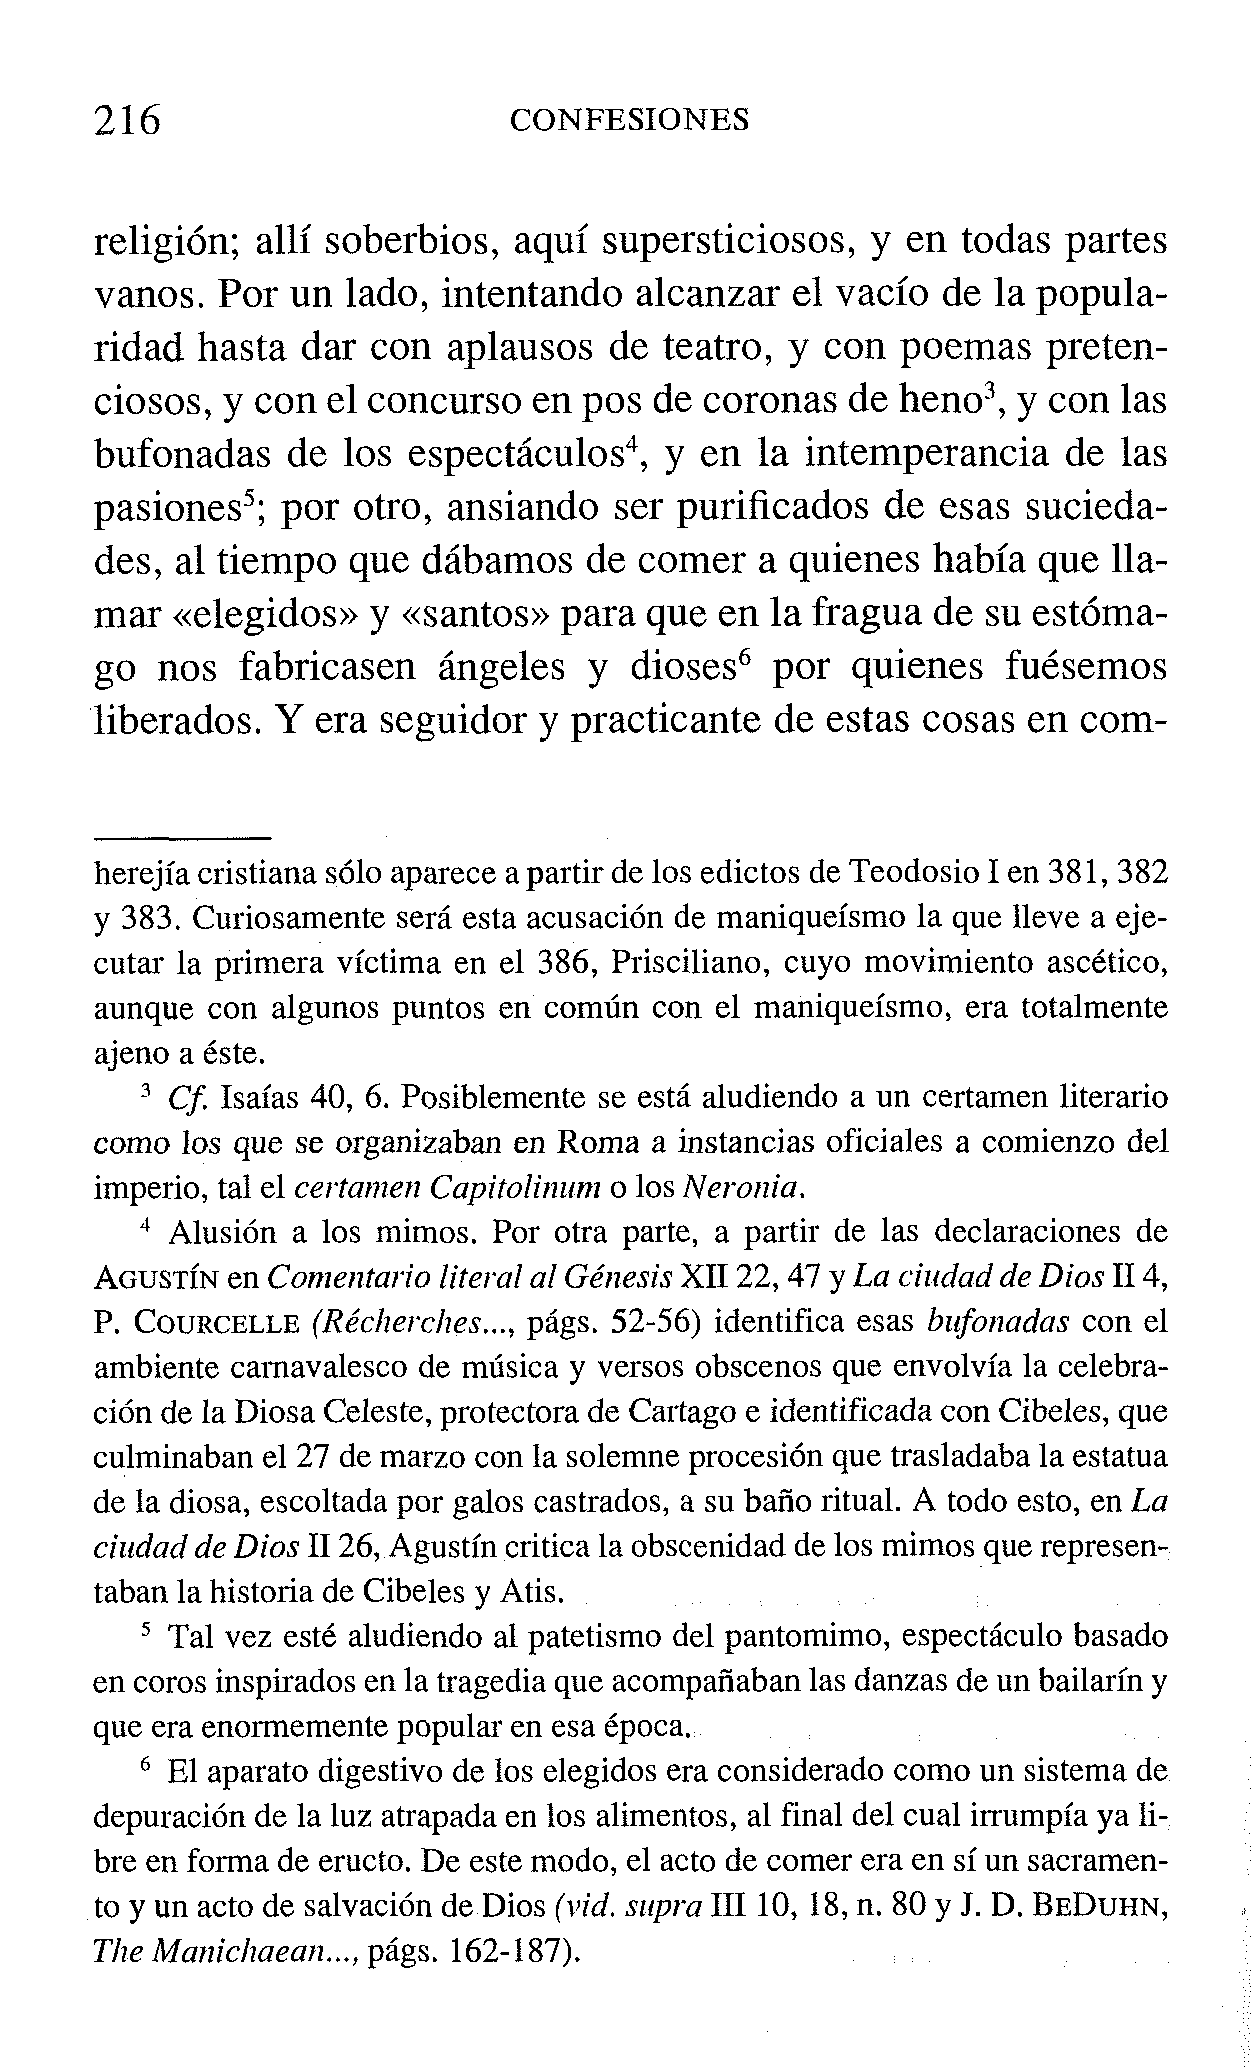 216 CONFESIONES
religión; allí soberbios, aquí supersticiosos, y en todas partes
vanos. Por un lado, intentando alcanzar el vacío de la popula-
ridad hasta dar con aplausos de teatro, y con poemas preten-
ciosos, y con el concurso en pos de coronas de heno³, y con las
bufonadas de los espectáculos⁴, y en la intemperancia de las
pasiones⁵; por otro, ansiando ser purificados de esas sucieda-
des, al tiempo que dábamos de comer a quienes había que lla-
mar «elegidos» y «santos» para que en la fragua de su estóma-
go nos fabricasen ángeles y dioses⁶ por quienes fuésemos
liberados. Y era seguidor y practicante de estas cosas en com-
herejía cristiana sólo aparece a partir de los edictos de Teodosio I en 381, 382
y 383. Curiosamente será esta acusación de maniqueísmo la que lleve a eje-
cutar la primera víctima en el 386, Prisciliano, cuyo movimiento ascético,
aunque con algunos puntos en común con el maniqueísmo, era totalmente
ajeno a éste.
³ Cf. Isaías 40, 6. Posiblemente se está aludiendo a un certamen literario
como los que se organizaban en Roma a instancias oficiales a comienzo del
imperio, tal el certamen Capitolinum o los Neronia.
⁴ Alusión a los mimos. Por otra parte, a partir de las declaraciones de
AGUSTÍN en Comentario literal al Génesis XII 22, 47 y La ciudad de Dios II 4,
P. COURCELLE (Récherches..., págs. 52-56) identifica esas bufonadas con el
ambiente carnavalesco de música y versos obscenos que envolvía la celebra-
ción de la Diosa Celeste, protectora de Cartago e identificada con Cibeles, que
culminaban el 27 de marzo con la solemne procesión que trasladaba la estatua
de la diosa, escoltada por galos castrados, a su baño ritual. A todo esto, en La
ciudad de Dios II 26, Agustín critica la obscenidad de los mimos que represen-
taban la historia de Cibeles y Atis.
⁵ Tal vez esté aludiendo al patetismo del pantomimo, espectáculo basado
en coros inspirados en la tragedia que acompañaban las danzas de un bailarín y
que era enormemente popular en esa época.
⁶ El aparato digestivo de los elegidos era considerado como un sistema de
depuración de la luz atrapada en los alimentos, al final del cual irrumpía ya li-
bre en forma de eructo. De este modo, el acto de comer era en sí un sacramen-
to y un acto de salvación de Dios (vid. supra III 10, 18, n. 80 y J. D. BEDUHN,
The Manichaean..., págs. 162-187).